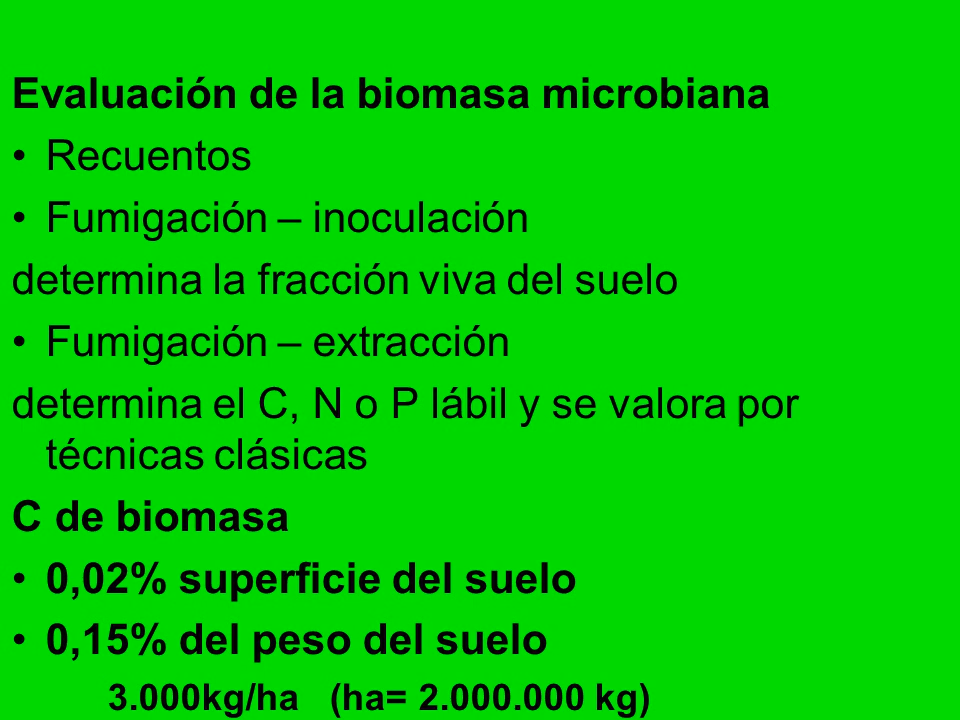 Evaluación de la biomasa microbiana
• Recuentos
• Fumigación – inoculación
determina la fracción viva del suelo
• Fumigación – extracción
determina el C, N o P lábil y se valora por
técnicas clásicas
C de biomasa
• 0,02% superficie del suelo
• 0,15% del peso del suelo
3.000kg/ha (ha= 2.000.000 kg)